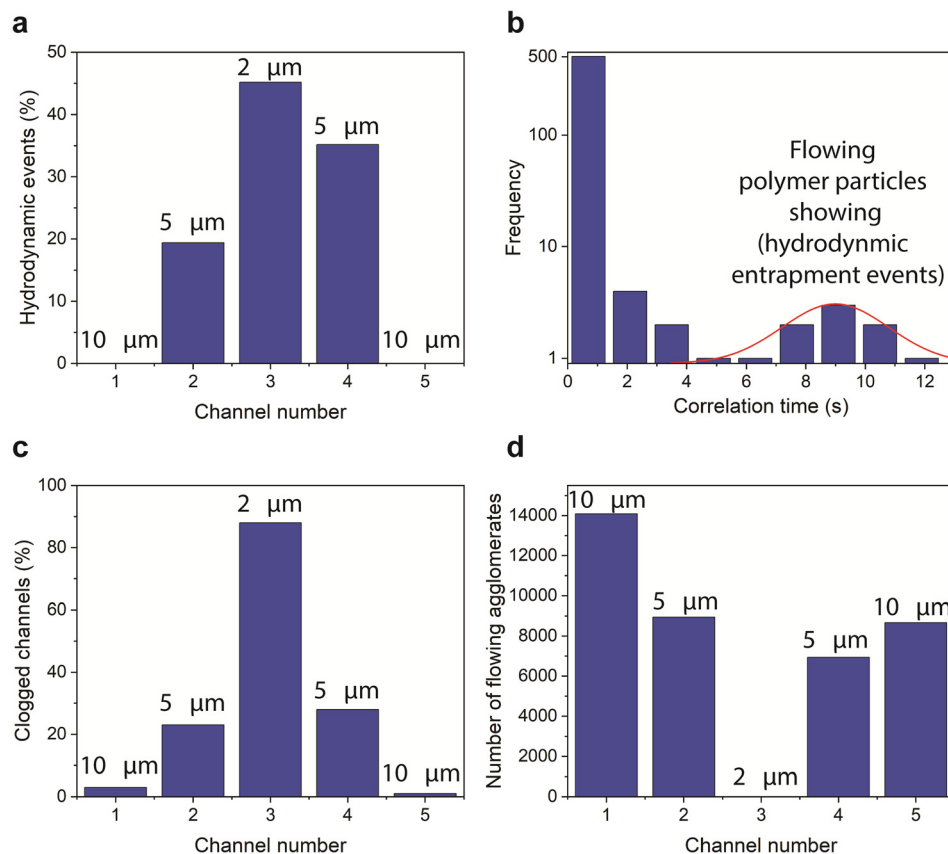 a
50
40
30
20
10
0
Hydrodynamic events (%)
10 µm
5 µm
2 µm
5 µm
10 µm
1 2 3 4 5
Channel number
b
500
100
10
1
Frequency
Flowing
polymer particles
showing
(hydrodynmic
entrapment events)
0 2 4 6 8 10 12
Correlation time (s)
c
100
80
60
40
20
0
Clogged channels (%)
10 µm
5 µm
2 µm
5 µm
10 µm
1 2 3 4 5
Channel number
d
14000
12000
10000
8000
6000
4000
2000
0
Number of flowing agglomerates
10 µm
5 µm
2 µm
5 µm
10 µm
1 2 3 4 5
Channel number